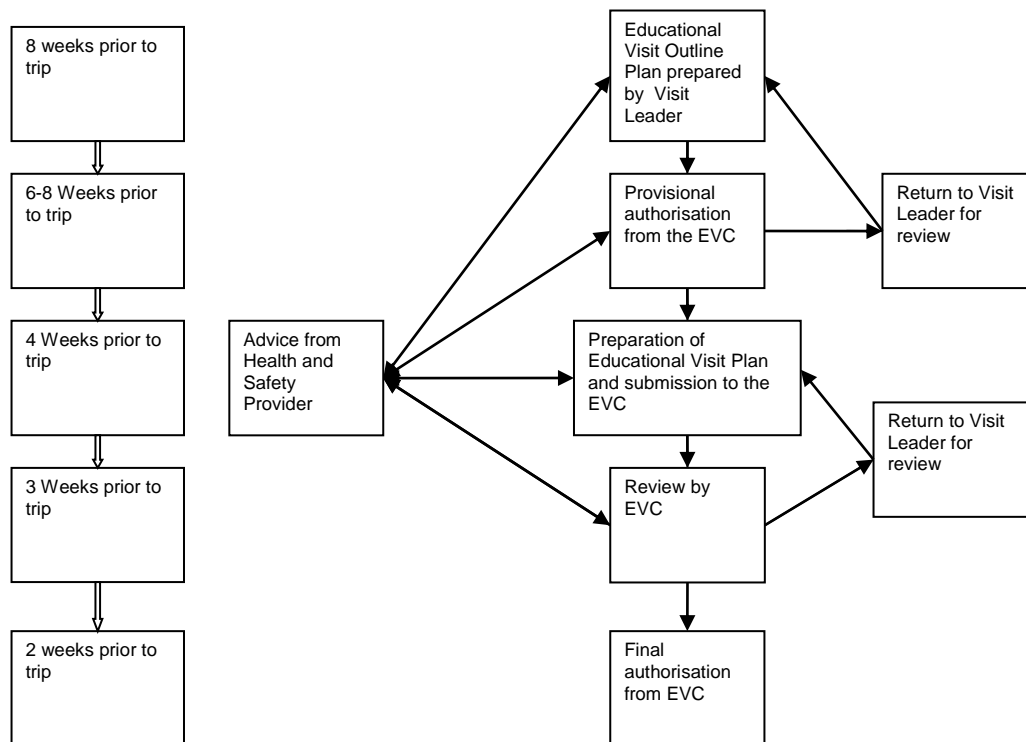 8 weeks prior to
trip
Educational
Visit Outline
Plan prepared
by Visit
Leader
6-8 Weeks prior
to trip
Provisional
authorisation
from the EVC
Return to Visit
Leader for
review
4 Weeks prior to
trip
Advice from
Health and
Safety
Provider
Preparation of
Educational Visit Plan
and submission to the
EVC
Return to Visit
Leader for
review
3 Weeks prior to
trip
Review by
EVC
2 weeks prior to
trip
Final
authorisation
from EVC